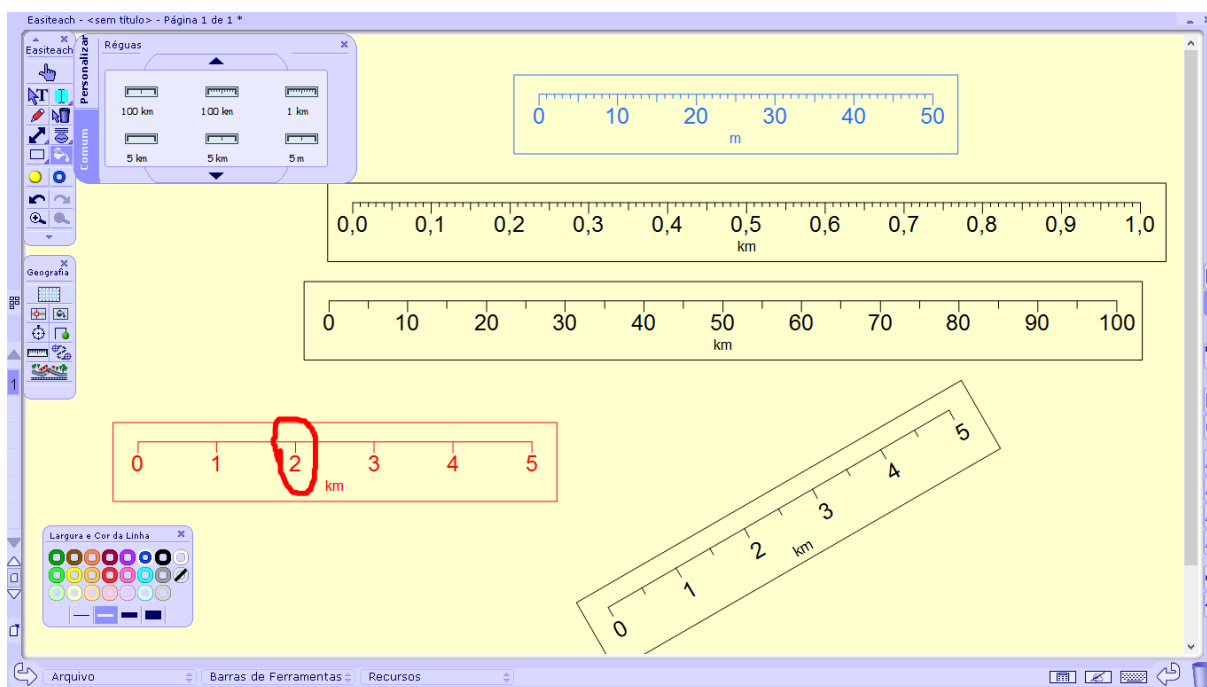 Easiteach - <sem título> - Página 1 de 1 *
Easiteach
T
Personalizar
Comum
Réguas
100 km
100 km
1 km
5 km
5 km
5 m
0 10 20 30 40 50
m
0,0 0,1 0,2 0,3 0,4 0,5 0,6 0,7 0,8 0,9 1,0
km
Geografia
0 10 20 30 40 50 60 70 80 90 100
km
1
0 1 2 3 4 5
km
0 1 2 3 4 5
km
Largura e Cor da Linha
Arquivo
Barras de Ferramentas
Recursos